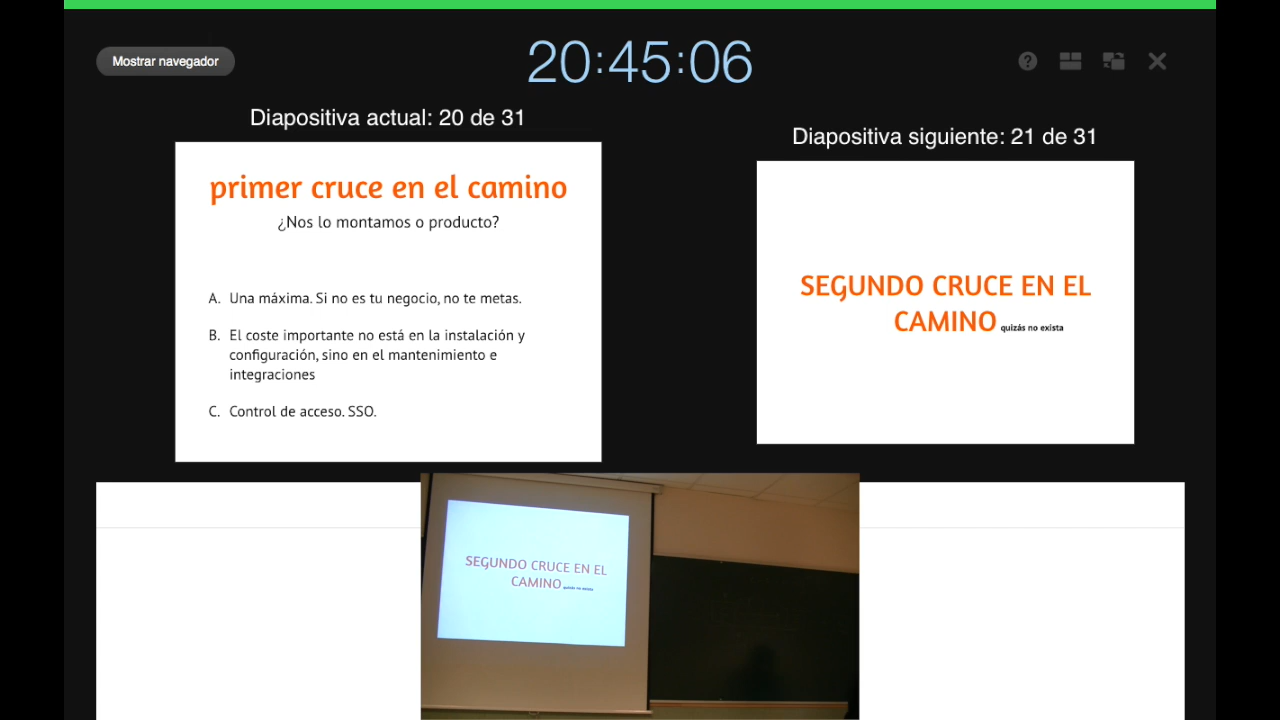 Mostrar navegador
20:45:06
Diapositiva actual: 20 de 31
primer cruce en el camino
¿Nos lo montamos o producto?
A. Una máxima. Si no es tu negocio, no te metas.
B. El coste importante no está en la instalación y
configuración, sino en el mantenimiento e
integraciones
C. Control de acceso. SSO.
Diapositiva siguiente: 21 de 31
SEGUNDO CRUCE EN EL
CAMINO quizás no exista
SEGUNDO CRUCE EN EL
CAMINO quizás no exista